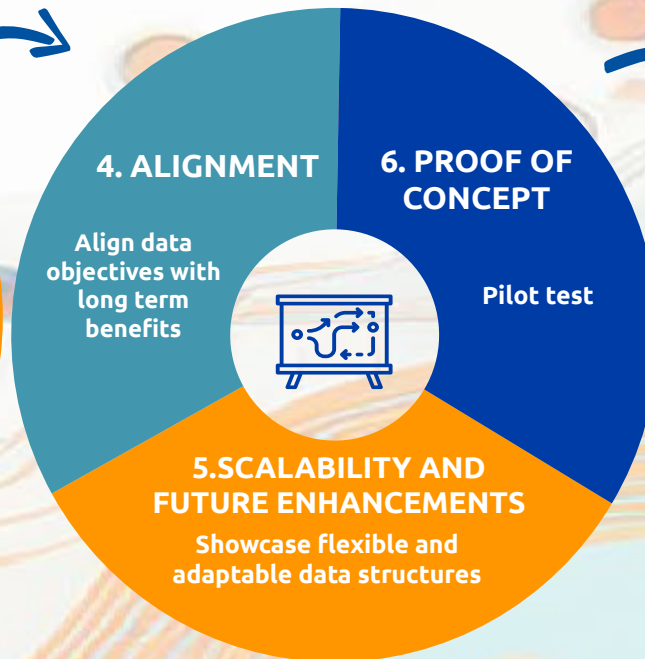 4. ALIGNMENT
Align data
objectives with
long term
benefits
5.SCALABILITY AND
FUTURE ENHANCEMENTS
Showcase flexible and
adaptable data structures
6. PROOF OF
CONCEPT
Pilot test